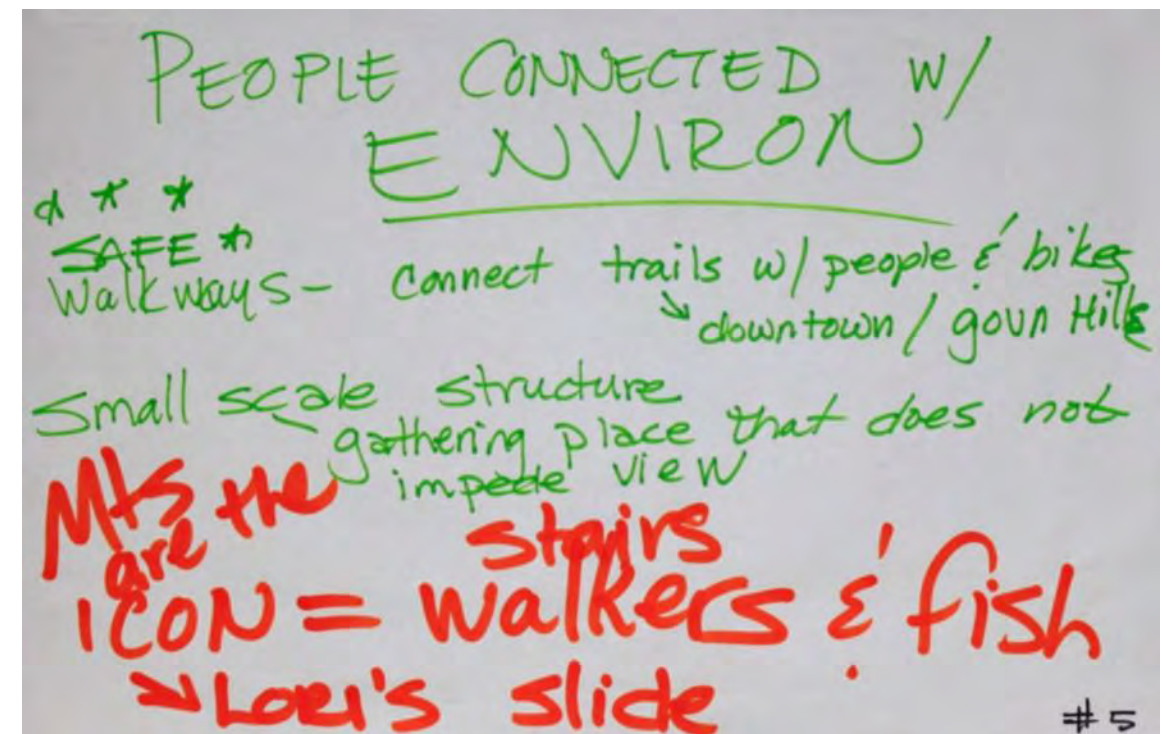 PEOPLE CONNECTED w/
ENVIRON
* * *
SAFE *
Walkways - connect trails w/ people & bikes
↘ downtown / govn Hills
Small scale structure
gathering place that does not
impede view
Mts
are the
ICON = stairs
walkers & fish
↘ Lori's slide
#5